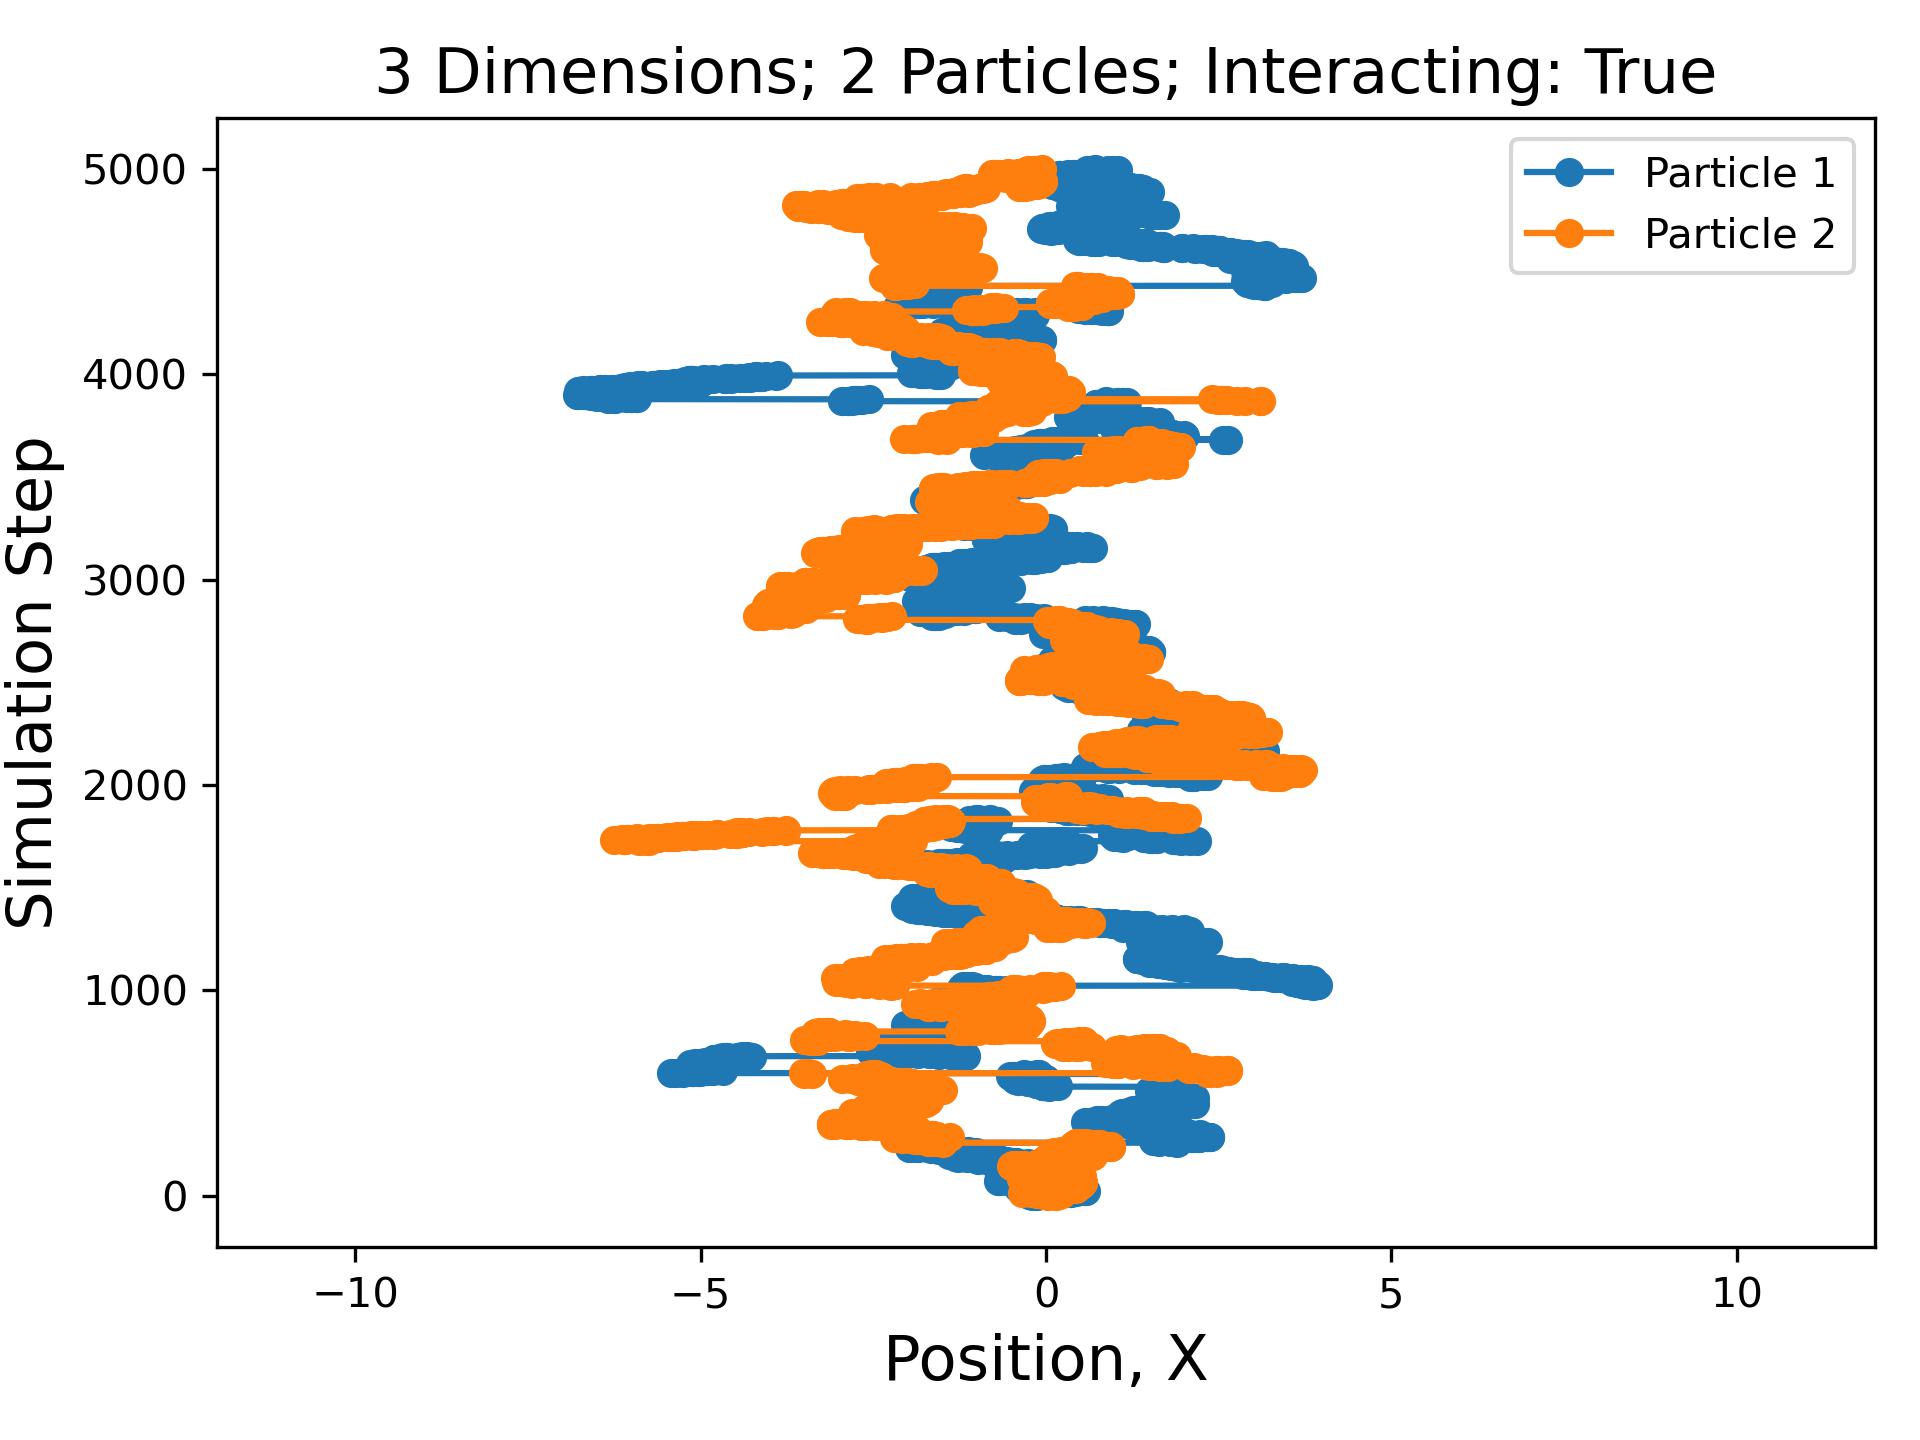 3 Dimensions; 2 Particles; Interacting: True
Particle 1
Particle 2
Simulation Step
5000
4000
3000
2000
1000
0
−10
−5
0
5
10
Position, X